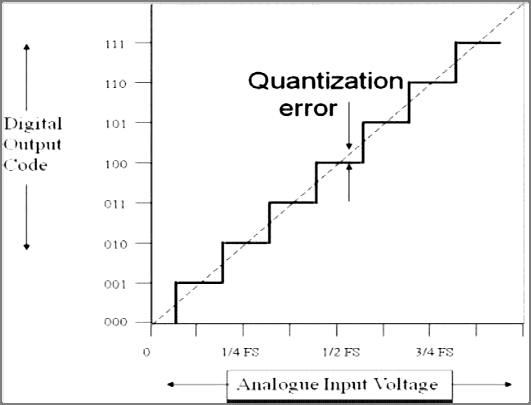 111
110
101
100
011
010
001
000
Digital
Output
Code
Quantization
error
0
1/4 FS
1/2 FS
3/4 FS
Analogue Input Voltage